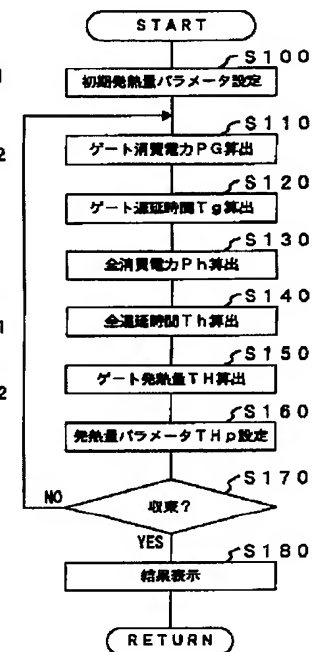 START
S100
初期発熱量パラメータ設定
S110
ゲート消費電力PG算出
S120
ゲート遅延時間Tg算出
S130
全消費電力Ph算出
S140
全遅延時間Th算出
S150
ゲート発熱量TH算出
S160
発熱量パラメータTHp設定
S170
収束?
NO
YES
S180
結果表示
RETURN
1
2
1
2